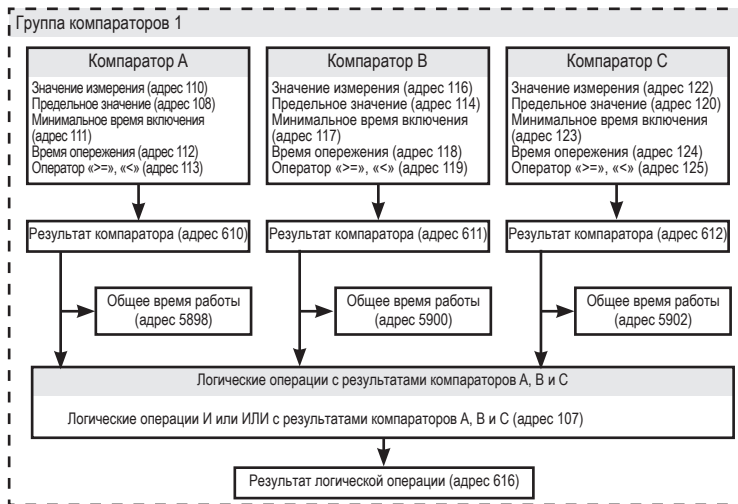 Группа компараторов 1
Компаратор A
Значение измерения (адрес 110)
Предельное значение (адрес 108)
Минимальное время включения
(адрес 111)
Время опережения (адрес 112)
Оператор «>=», «<» (адрес 113)
Компаратор B
Значение измерения (адрес 116)
Предельное значение (адрес 114)
Минимальное время включения
(адрес 117)
Время опережения (адрес 118)
Оператор «>=», «<» (адрес 119)
Компаратор C
Значение измерения (адрес 122)
Предельное значение (адрес 120)
Минимальное время включения
(адрес 123)
Время опережения (адрес 124)
Оператор «>=», «<» (адрес 125)
Результат компаратора (адрес 610)
Результат компаратора (адрес 611)
Результат компаратора (адрес 612)
Общее время работы
(адрес 5898)
Общее время работы
(адрес 5900)
Общее время работы
(адрес 5902)
Логические операции с результатами компараторов A, B и C
Логические операции И или ИЛИ с результатами компараторов A, B и C (адрес 107)
Результат логической операции (адрес 616)